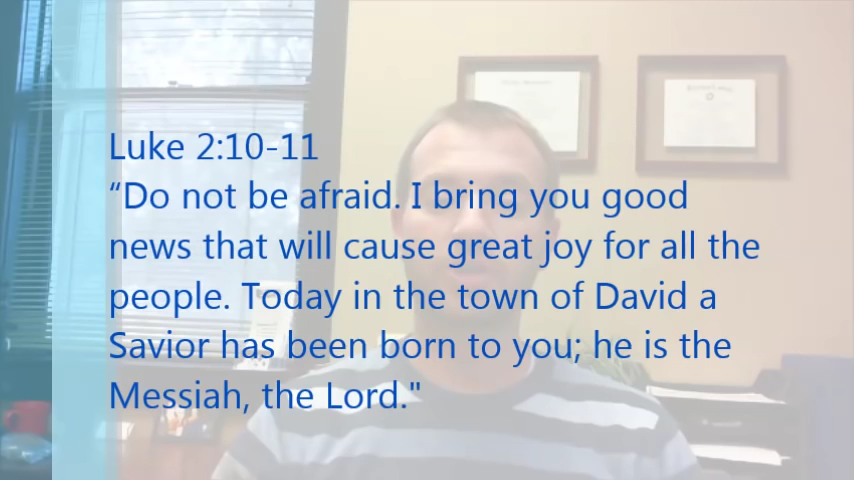 Luke 2:10-11
“Do not be afraid. I bring you good
news that will cause great joy for all the
people. Today in the town of David a
Savior has been born to you; he is the
Messiah, the Lord."